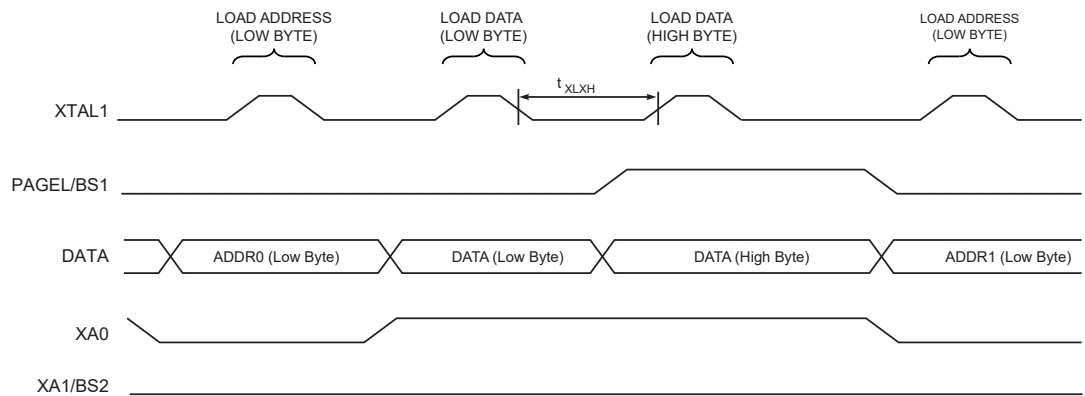 LOAD ADDRESS
(LOW BYTE)
LOAD DATA
(LOW BYTE)
LOAD DATA
(HIGH BYTE)
LOAD ADDRESS
(LOW BYTE)
t XLXH
XTAL1
PAGEL/BS1
DATA
ADDR0 (Low Byte)
DATA (Low Byte)
DATA (High Byte)
ADDR1 (Low Byte)
XA0
XA1/BS2